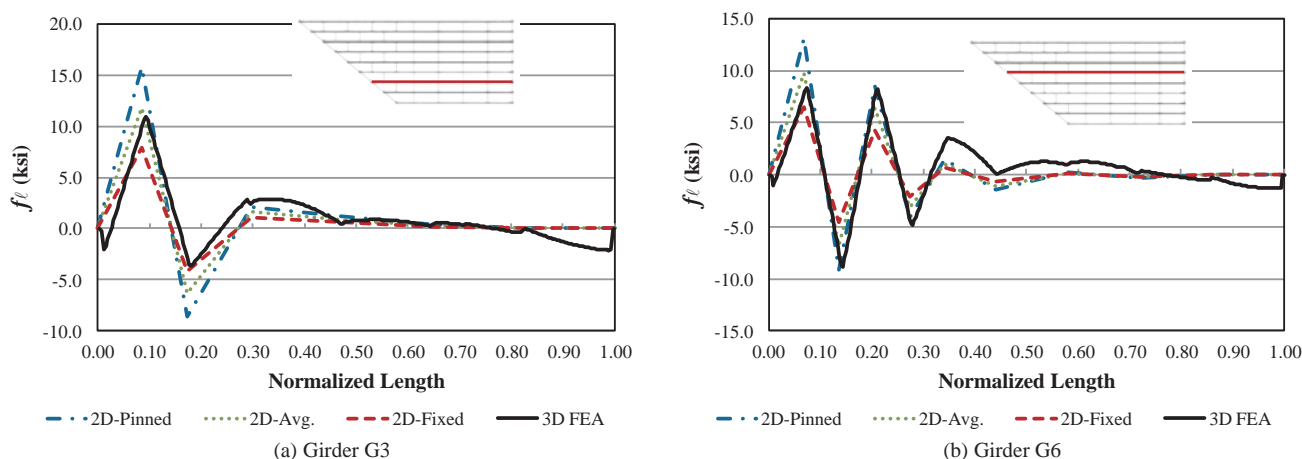 20.0
15.0
10.0
5.0
0.0
-5.0
-10.0
fℓ (ksi)
0.00 0.10 0.20 0.30 0.40 0.50 0.60 0.70 0.80 0.90 1.00
Normalized Length
2D-Pinned 2D-Avg. 2D-Fixed 3D FEA
(a) Girder G3
15.0
10.0
5.0
0.0
-5.0
-10.0
-15.0
fℓ (ksi)
0.00 0.10 0.20 0.30 0.40 0.50 0.60 0.70 0.80 0.90 1.00
Normalized Length
2D-Pinned 2D-Avg. 2D-Fixed 3D FEA
(b) Girder G6